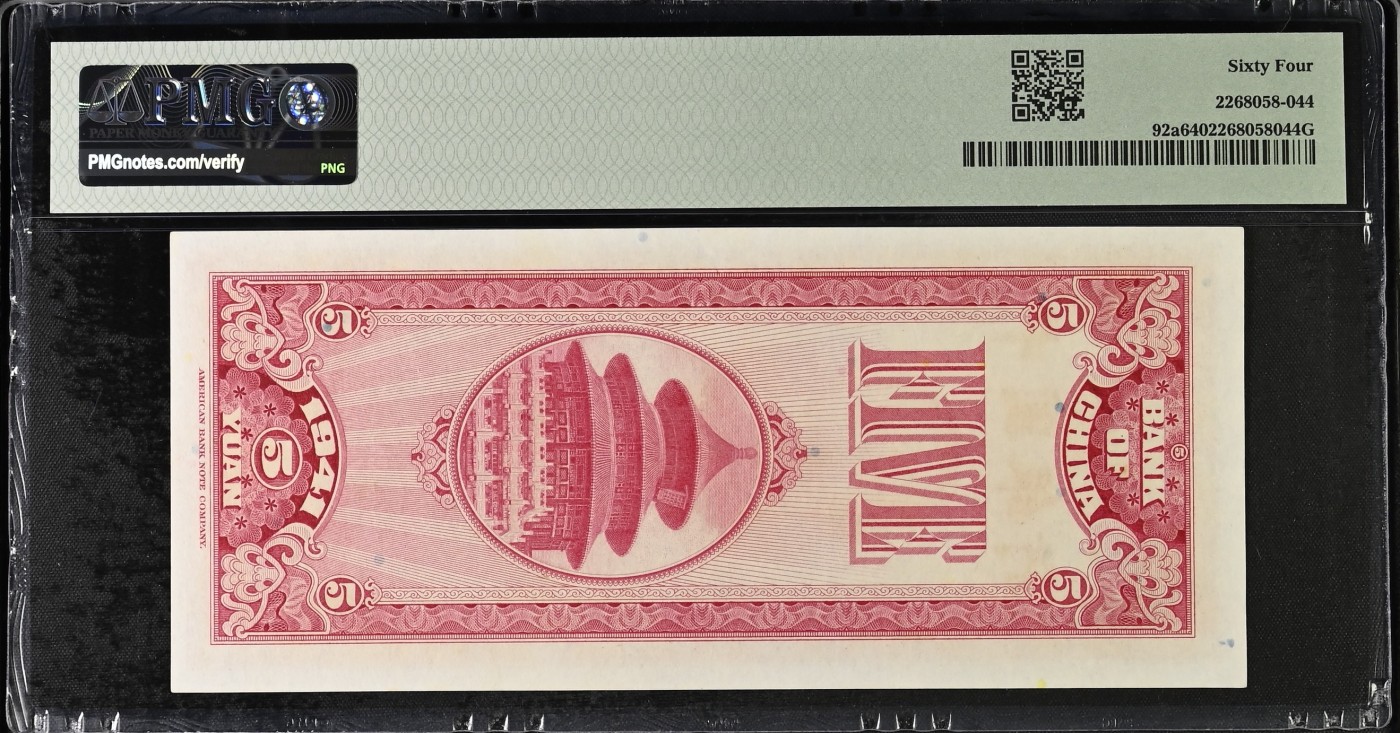 PMG
PAPER MONEY GUARANTY
PMGnotes.com/verify
PNG
Sixty Four
2268058-044
92a6402268058044G
BANK
OF
CHINA
5
5
5
FIVE
5
5
1941
5
YUAN
AMERICAN BANK NOTE COMPANY.